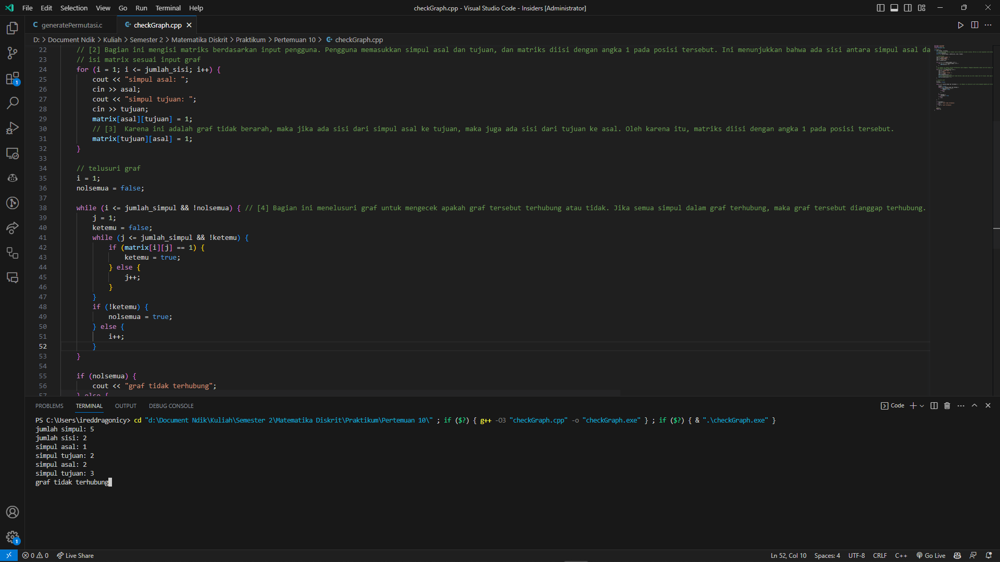 File Edit Selection View Go Run Terminal Help
checkGraph.cpp - Visual Studio Code - Insiders [Administrator]
generatePermutasi.c
checkGraph.cpp
D: > Document Ndik > Kuliah > Semester 2 > Matematika Diskrit > Praktikum > Pertemuan 10 > checkGraph.cpp
22 // [2] Bagian ini mengisi matriks berdasarkan input pengguna. Pengguna memasukkan simpul asal dan tujuan, dan matriks diisi dengan angka 1 pada posisi tersebut. Ini menunjukkan bahwa ada sisi antara simpul asal da
23 // isi matrix sesuai input graf
24 for (i = 1; i <= jumlah_sisi; i++) {
25 cout << "simpul asal: ";
26 cin >> asal;
27 cout << "simpul tujuan: ";
28 cin >> tujuan;
29 matrix[asal][tujuan] = 1;
30 // [3]  Karena ini adalah graf tidak berarah, maka jika ada sisi dari simpul asal ke tujuan, maka juga ada sisi dari tujuan ke asal. Oleh karena itu, matriks diisi dengan angka 1 pada posisi tersebut.
31 matrix[tujuan][asal] = 1;
32 }
33
34 // telusuri graf
35 i = 1;
36 nolsemua = false;
37
38 while (i <= jumlah_simpul && !nolsemua) { // [4] Bagian ini menelusuri graf untuk mengecek apakah graf tersebut terhubung atau tidak. Jika semua simpul dalam graf terhubung, maka graf tersebut dianggap terhubung.
39 j = 1;
40 ketemu = false;
41 while (j <= jumlah_simpul && !ketemu) {
42 if (matrix[i][j] == 1) {
43 ketemu = true;
44 } else {
45 j++;
46 }
47 }
48 if (!ketemu) {
49 nolsemua = true;
50 } else {
51 i++;
52 }
53 }
54
55 if (nolsemua) {
56 cout << "graf tidak terhubung";
57 } else {
PROBLEMS TERMINAL OUTPUT DEBUG CONSOLE
Code
PS C:\Users\ireddragonicy> cd "d:\Document Ndik\Kuliah\Semester 2\Matematika Diskrit\Praktikum\Pertemuan 10\" ; if ($?) { g++ -O3 "checkGraph.cpp" -o "checkGraph.exe" } ; if ($?) { & ".\checkGraph.exe" }
jumlah simpul: 5
jumlah sisi: 2
simpul asal: 1
simpul tujuan: 2
simpul asal: 2
simpul tujuan: 3
graf tidak terhubung
1
1
0 0 Live Share
Ln 52, Col 10 Spaces: 4 UTF-8 CRLF C++ Go Live